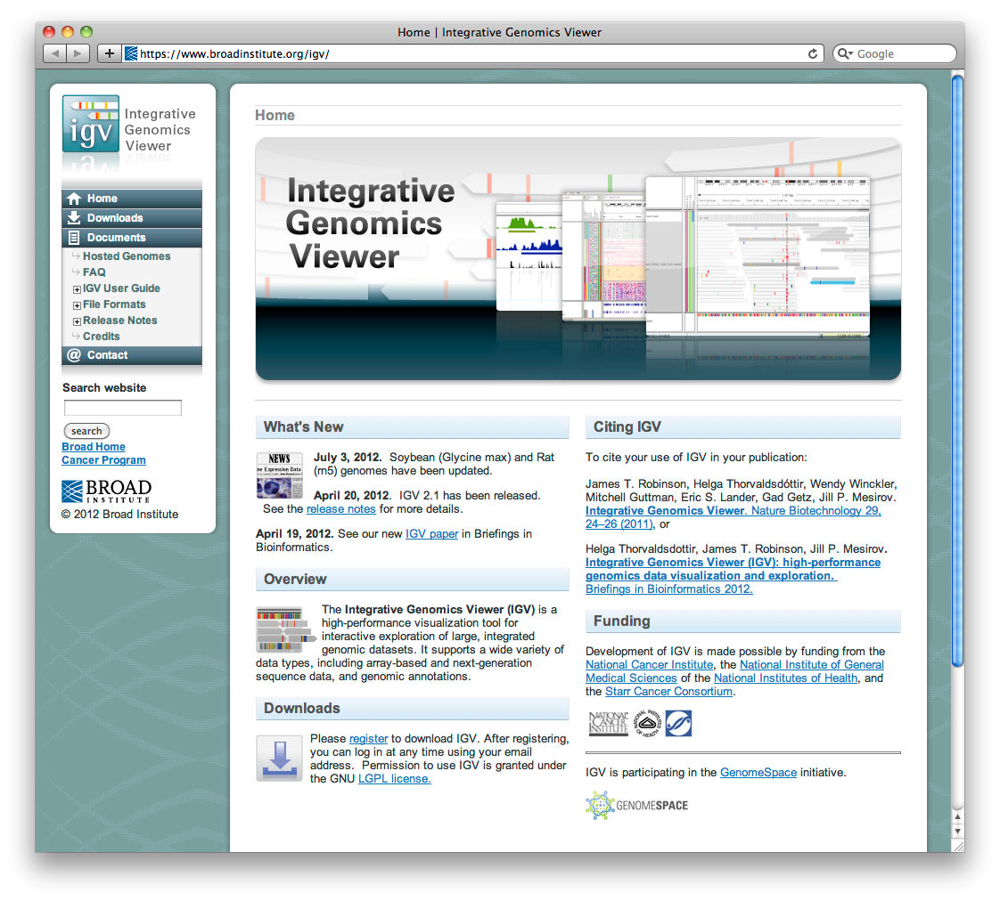 Home | Integrative Genomics Viewer
https://www.broadinstitute.org/igv/
Google
igv
Integrative
Genomics
Viewer
Home
Downloads
Documents
Hosted Genomes
FAQ
IGV User Guide
File Formats
Release Notes
Credits
@ Contact
Search website
search
Broad Home
Cancer Program
BROAD
INSTITUTE
© 2012 Broad Institute
Home
Integrative
Genomics
Viewer
What's New
NEWS
ne Expression Data
July 3, 2012.  Soybean (Glycine max) and Rat
(rn5) genomes have been updated.
April 20, 2012.  IGV 2.1 has been released.
See the release notes for more details.
April 19, 2012. See our new IGV paper in Briefings in
Bioinformatics.
Overview
The Integrative Genomics Viewer (IGV) is a
high-performance visualization tool for
interactive exploration of large, integrated
genomic datasets. It supports a wide variety of
data types, including array-based and next-generation
sequence data, and genomic annotations.
Downloads
Please register to download IGV. After registering,
you can log in at any time using your email
address.  Permission to use IGV is granted under
the GNU LGPL license.
Citing IGV
To cite your use of IGV in your publication:
James T. Robinson, Helga Thorvaldsdóttir, Wendy Winckler,
Mitchell Guttman, Eric S. Lander, Gad Getz, Jill P. Mesirov.
Integrative Genomics Viewer. Nature Biotechnology 29,
24–26 (2011), or
Helga Thorvaldsdottir, James T. Robinson, Jill P. Mesirov.
Integrative Genomics Viewer (IGV): high-performance
genomics data visualization and exploration.
Briefings in Bioinformatics 2012.
Funding
Development of IGV is made possible by funding from the
National Cancer Institute, the National Institute of General
Medical Sciences of the National Institutes of Health, and
the Starr Cancer Consortium.
NATIONAL
CANCER
INSTITUTE
NATIONAL INSTITUTES OF HEALTH
IGV is participating in the GenomeSpace initiative.
GENOMESPACE